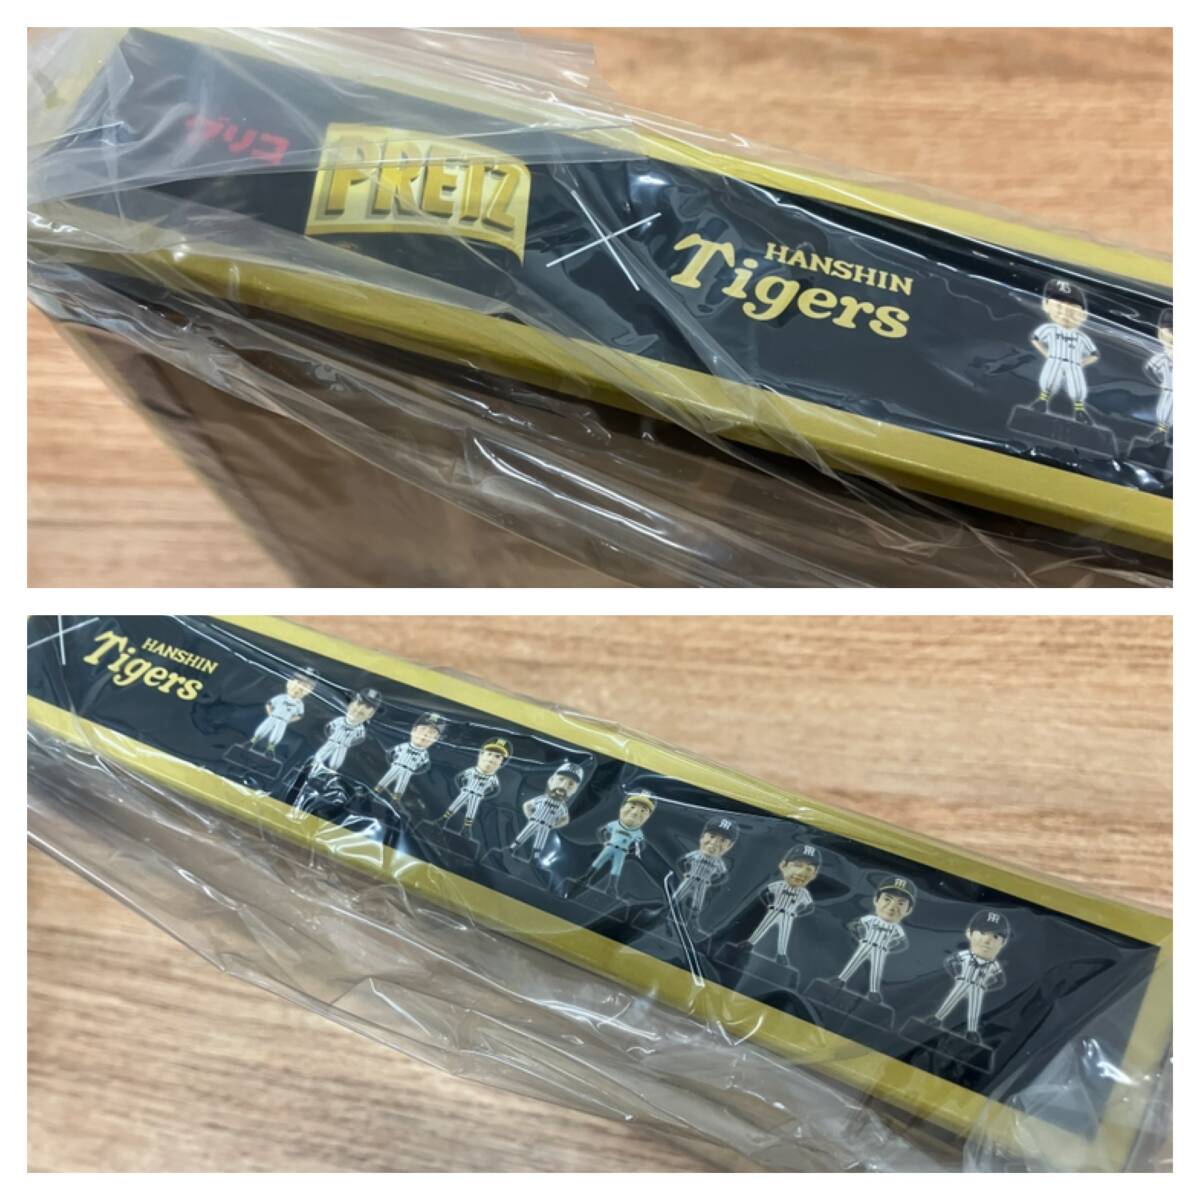 グリコ
PRETZ
×
HANSHIN
Tigers
HANSHIN
Tigers